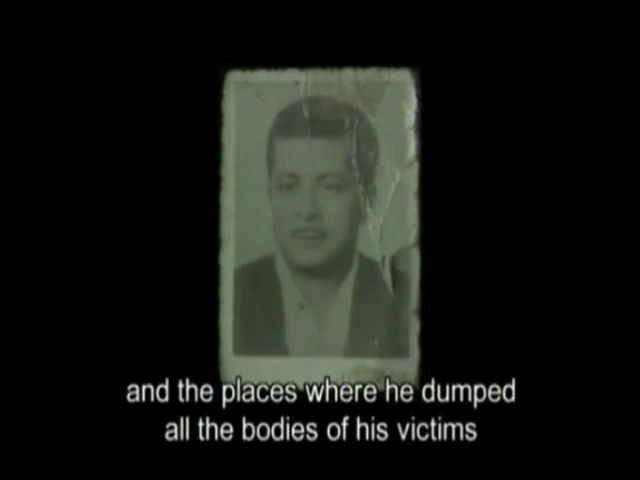 and the places where he dumped
all the bodies of his victims